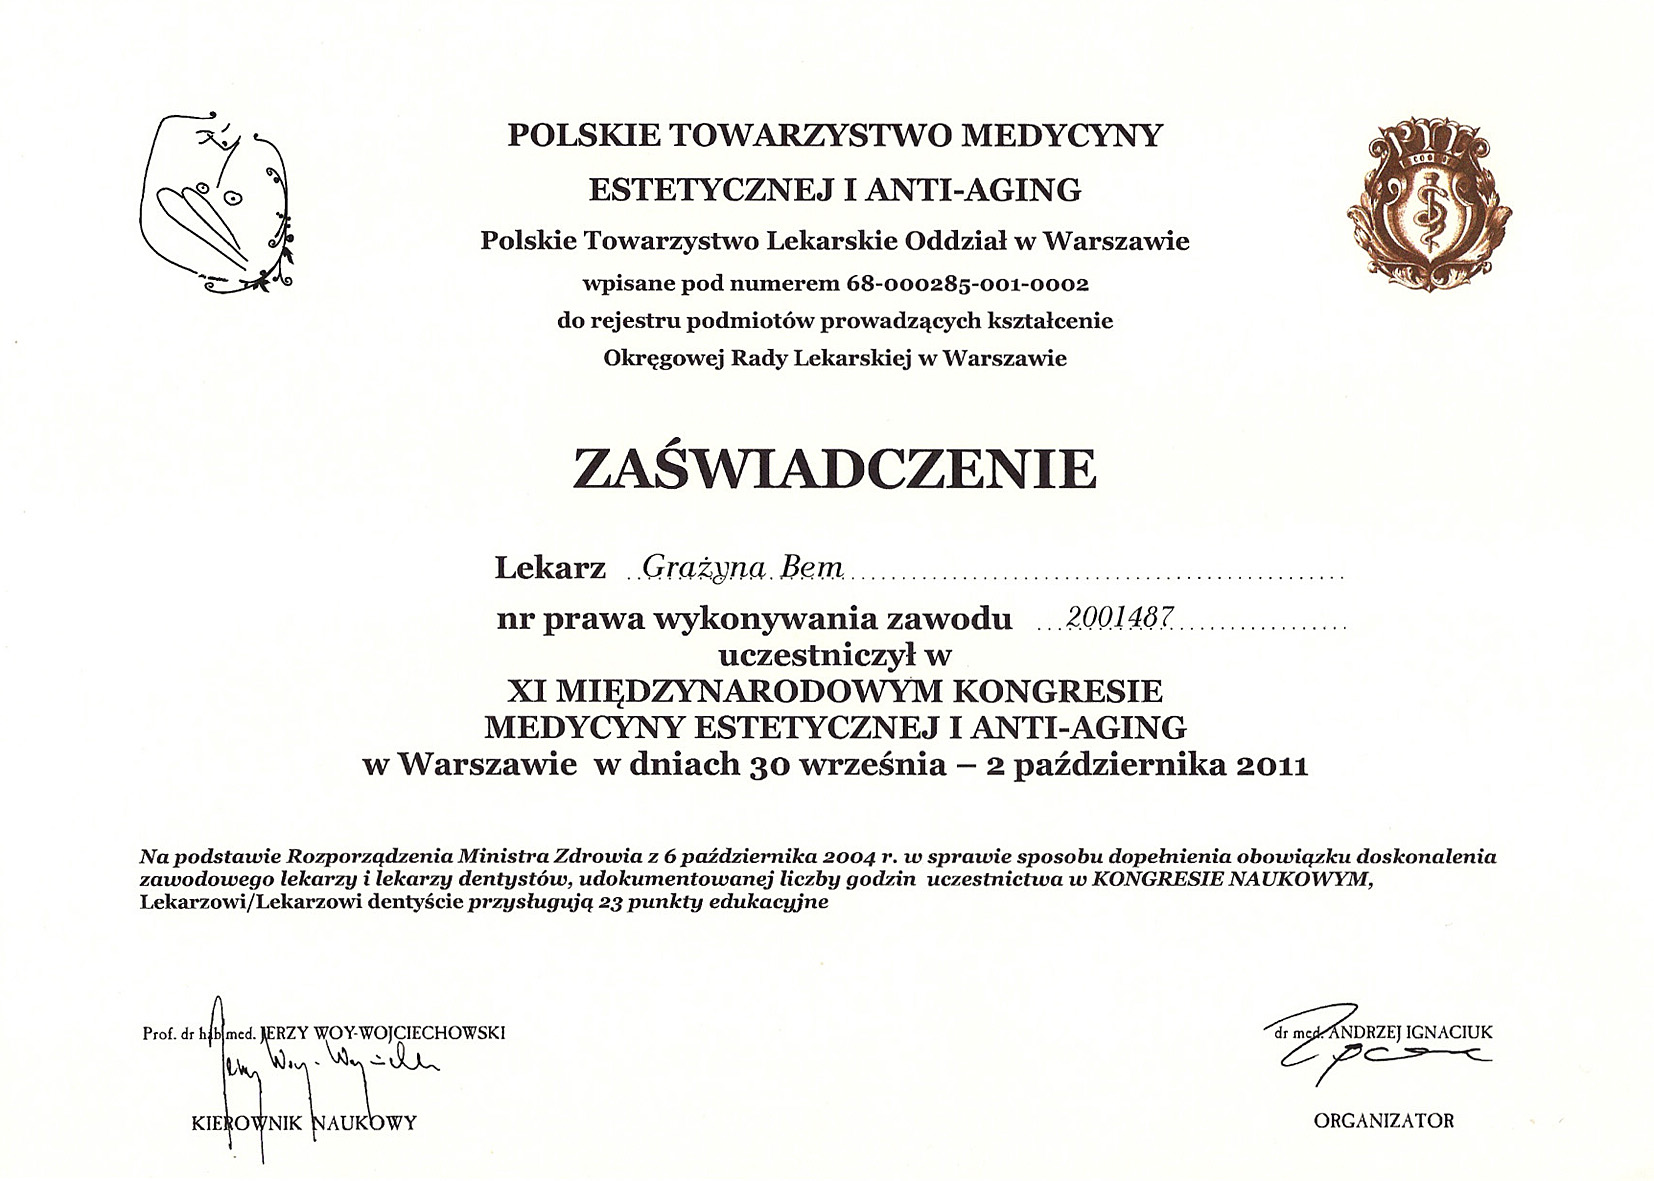 POLSKIE TOWARZYSTWO MEDYCYNY
ESTETYCZNEJ I ANTI-AGING
Polskie Towarzystwo Lekarskie Oddział w Warszawie
wpisane pod numerem 68-000285-001-0002
do rejestru podmiotów prowadzących kształcenie
Okręgowej Rady Lekarskiej w Warszawie
PTL
ZAŚWIADCZENIE
Lekarz Grażyna Bem
nr prawa wykonywania zawodu 2001487
uczestniczył w
XI MIĘDZYNARODOWYM KONGRESIE
MEDYCYNY ESTETYCZNEJ I ANTI-AGING
w Warszawie w dniach 30 września – 2 października 2011
Na podstawie Rozporządzenia Ministra Zdrowia z 6 października 2004 r. w sprawie sposobu dopełnienia obowiązku doskonalenia
zawodowego lekarzy i lekarzy dentystów, udokumentowanej liczby godzin uczestnictwa w KONGRESIE NAUKOWYM,
Lekarzowi/Lekarzowi dentyście przysługują 23 punkty edukacyjne
Prof. dr hab. med. JERZY WOY-WOJCIECHOWSKI
KIEROWNIK NAUKOWY
dr med. ANDRZEJ IGNACIUK
ORGANIZATOR